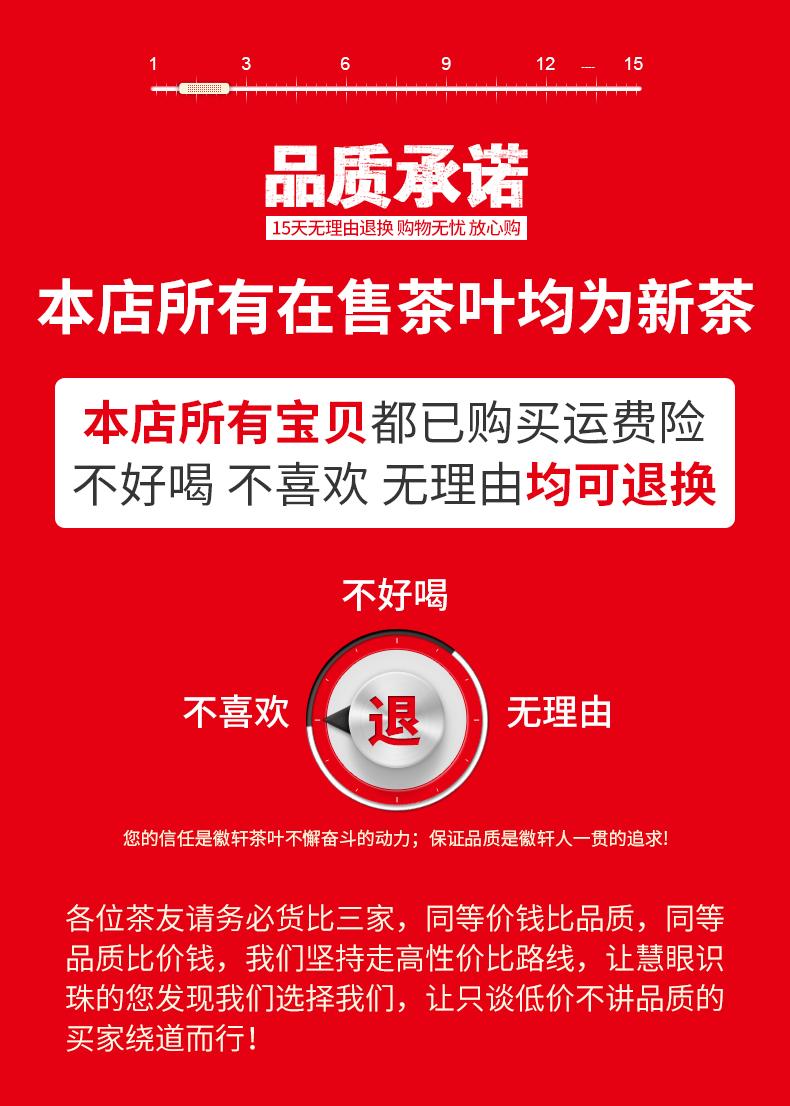 1 3 6 9 12 — 15
品质承诺
15天无理由退换 购物无忧 放心购
本店所有在售茶叶均为新茶
本店所有宝贝都已购买运费险
不好喝 不喜欢 无理由均可退换
不好喝
不喜欢 退 无理由
您的信任是徽轩茶叶不懈奋斗的动力；保证品质是徽轩人一贯的追求!
各位茶友请务必货比三家，同等价钱比品质，同等
品质比价钱，我们坚持走高性价比路线，让慧眼识
珠的您发现我们选择我们，让只谈低价不讲品质的
买家绕道而行！